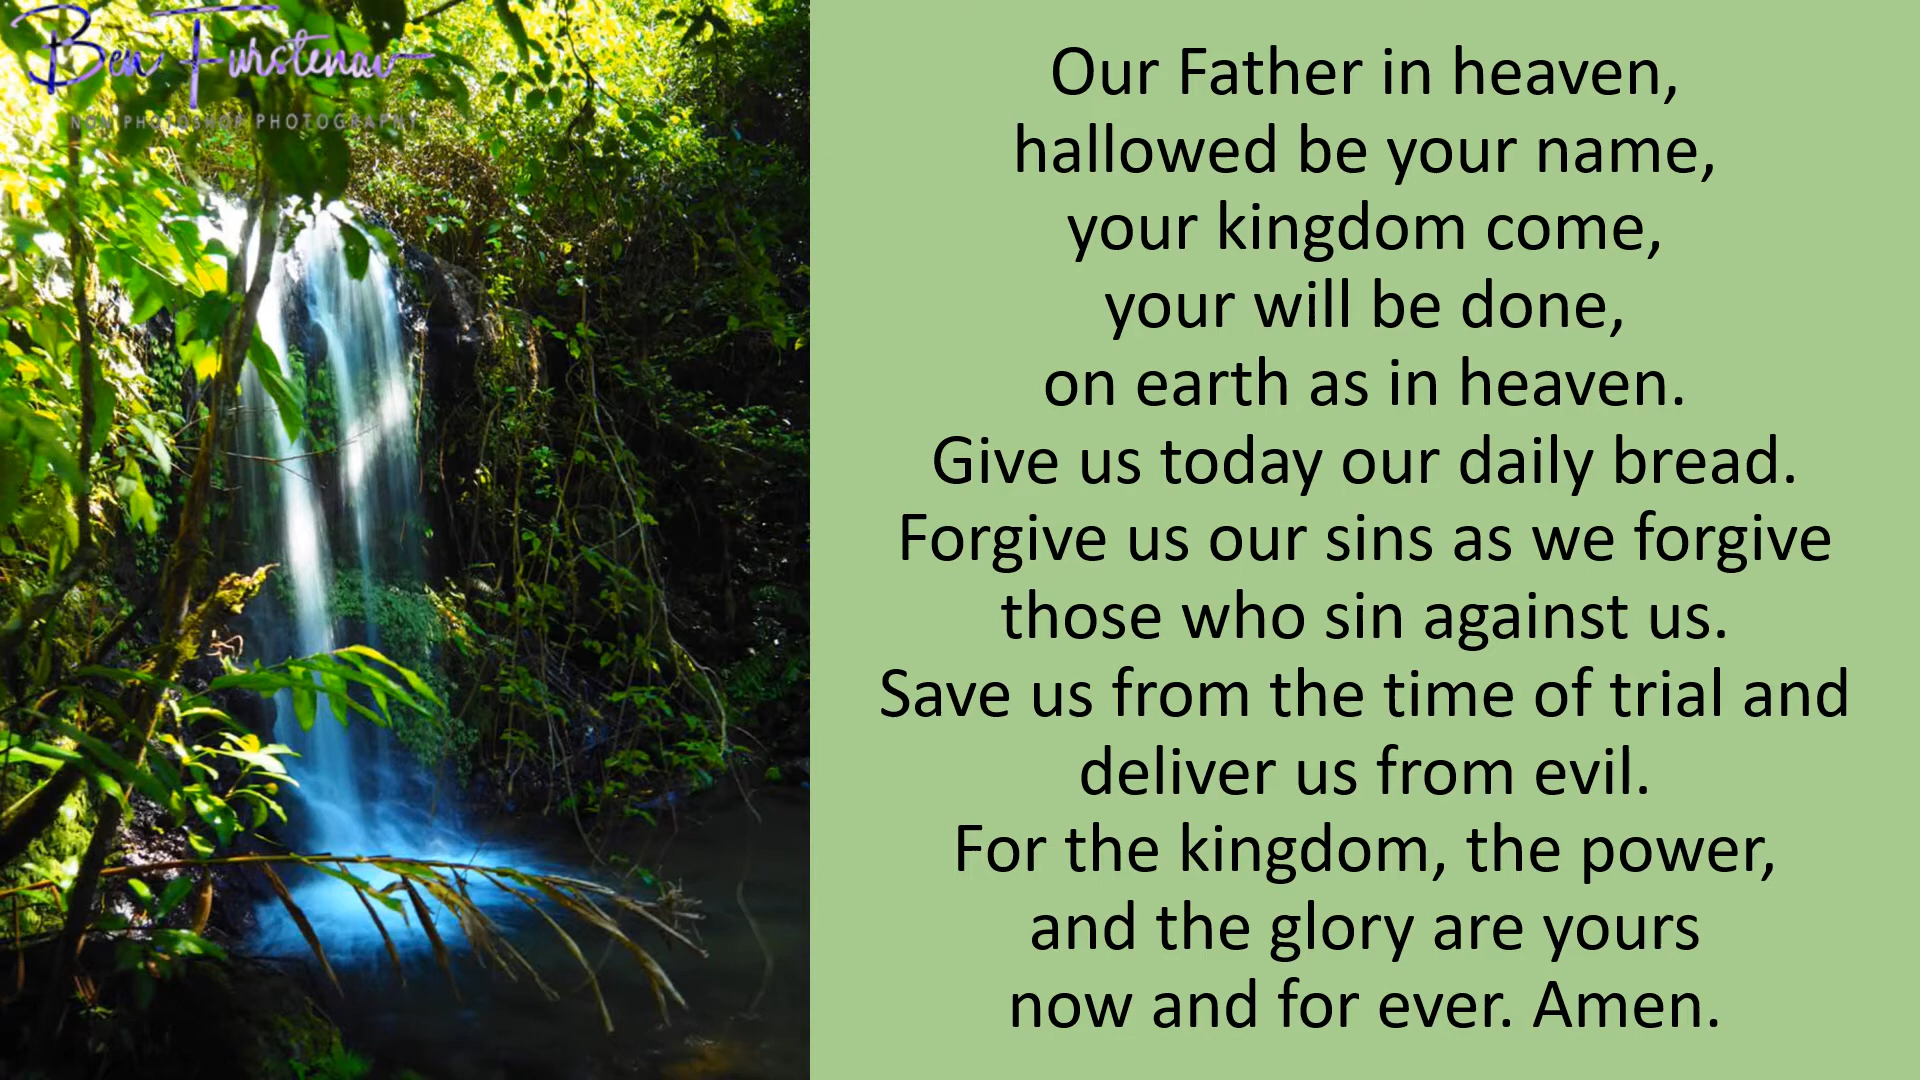 Ben Furstenau
NON PHOTOSHOP PHOTOGRAPHY
Our Father in heaven,
hallowed be your name,
your kingdom come,
your will be done,
on earth as in heaven.
Give us today our daily bread.
Forgive us our sins as we forgive
those who sin against us.
Save us from the time of trial and
deliver us from evil.
For the kingdom, the power,
and the glory are yours
now and for ever. Amen.